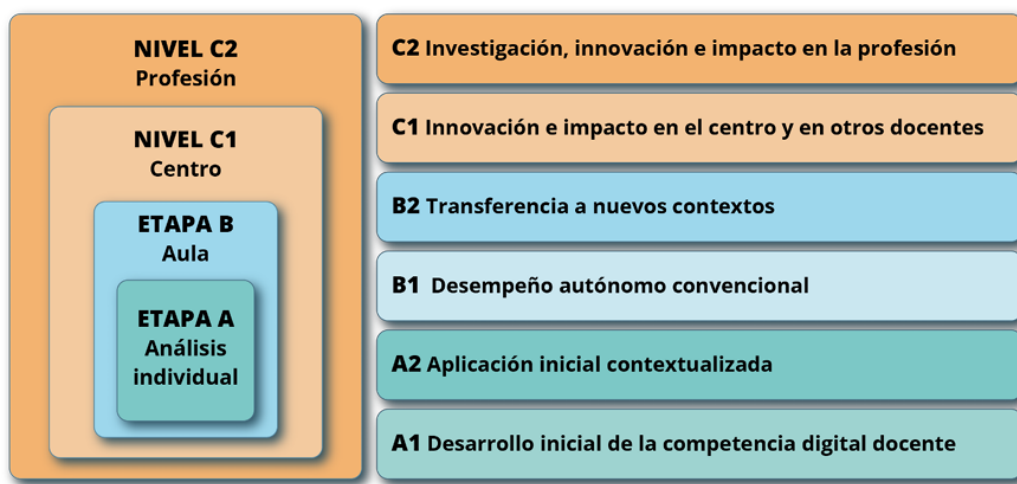 NIVEL C2
Profesión
NIVEL C1
Centro
ETAPA B
Aula
ETAPA A
Análisis
individual
C2 Investigación, innovación e impacto en la profesión
C1 Innovación e impacto en el centro y en otros docentes
B2 Transferencia a nuevos contextos
B1 Desempeño autónomo convencional
A2 Aplicación inicial contextualizada
A1 Desarrollo inicial de la competencia digital docente